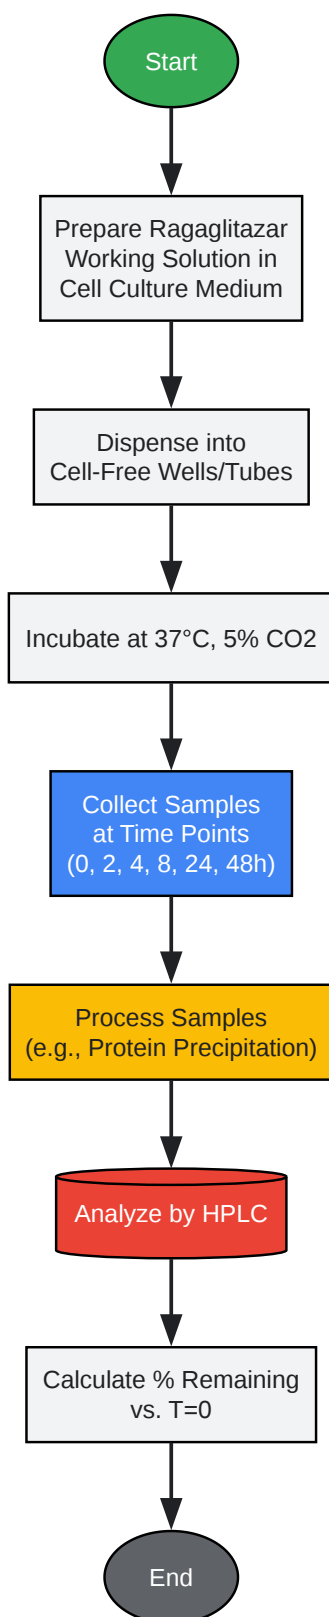 Start
Prepare Ragaglitazar
Working Solution in
Cell Culture Medium
Dispense into
Cell-Free Wells/Tubes
Incubate at 37°C, 5% CO2
Collect Samples
at Time Points
(0, 2, 4, 8, 24, 48h)
Process Samples
(e.g., Protein Precipitation)
Analyze by HPLC
Calculate % Remaining
vs. T=0
End